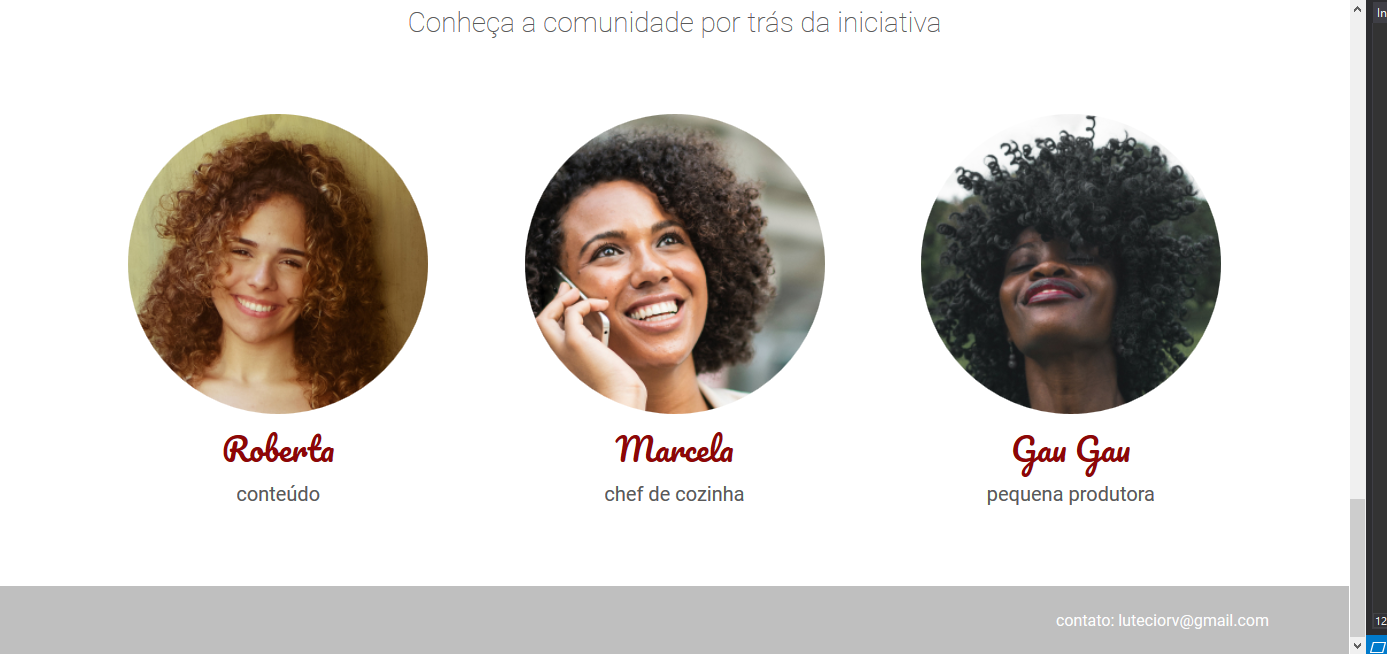 Conheça a comunidade por trás da iniciativa
In
Roberta
Marcela
Gau Gau
conteúdo
chef de cozinha
pequena produtora
contato: luteciorv@gmail.com
12